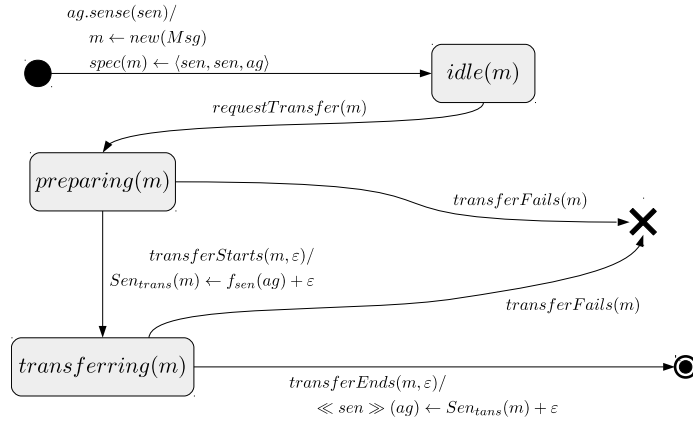 ag.sense(sen)/
m ← new(Msg)
spec(m) ← ⟨sen, sen, ag⟩
idle(m)
requestTransfer(m)
preparing(m)
transferFails(m)
transferStarts(m, ε)/
Sen_trans(m) ← f_sen(ag) + ε
transferFails(m)
transferring(m)
transferEnds(m, ε)/
≪ sen ≫ (ag) ← Sen_tans(m) + ε